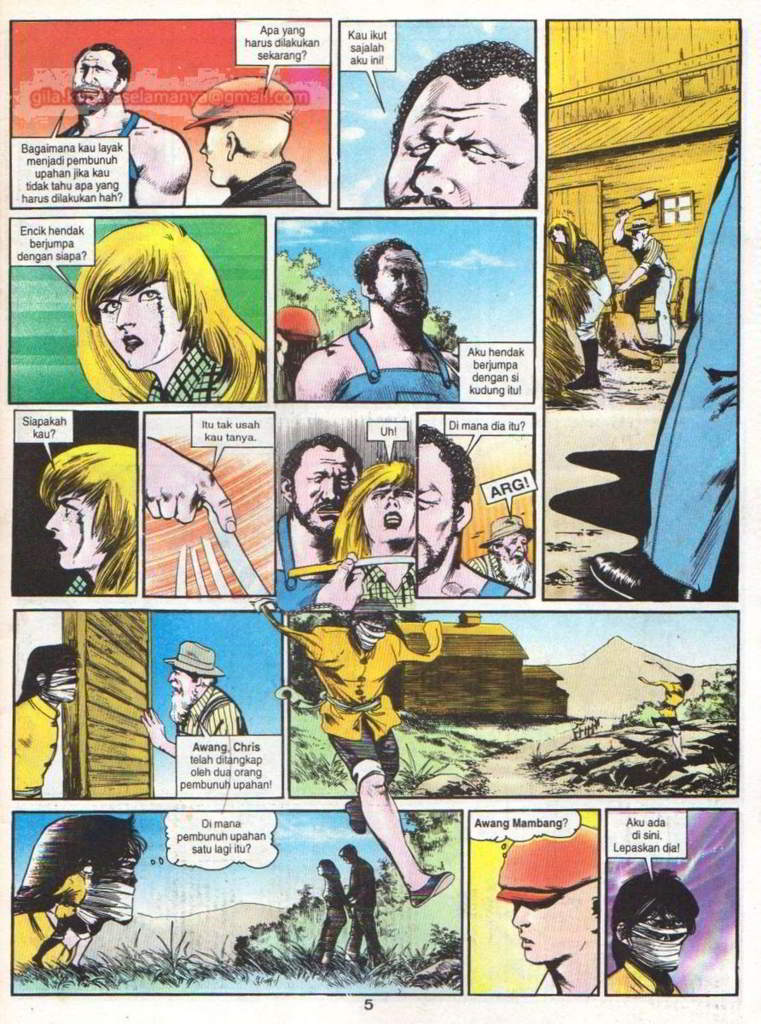 Apa yang
harus dilakukan
sekarang?
Bagaimana kau layak
menjadi pembunuh
upahan jika kau
tidak tahu apa yang
harus dilakukan hah?
Kau ikut
sajalah
aku ini!
Encik hendak
berjumpa
dengan siapa?
Aku hendak
berjumpa
dengan si
kudung itu!
Siapakah
kau?
Itu tak usah
kau tanya.
Uh!
Di mana dia itu?
ARG!
Awang, Chris
telah ditangkap
oleh dua orang
pembunuh upahan!
Di mana
pembunuh upahan
satu lagi itu?
Awang Mambang?
Aku ada
di sini,
Lepaskan dia!
5